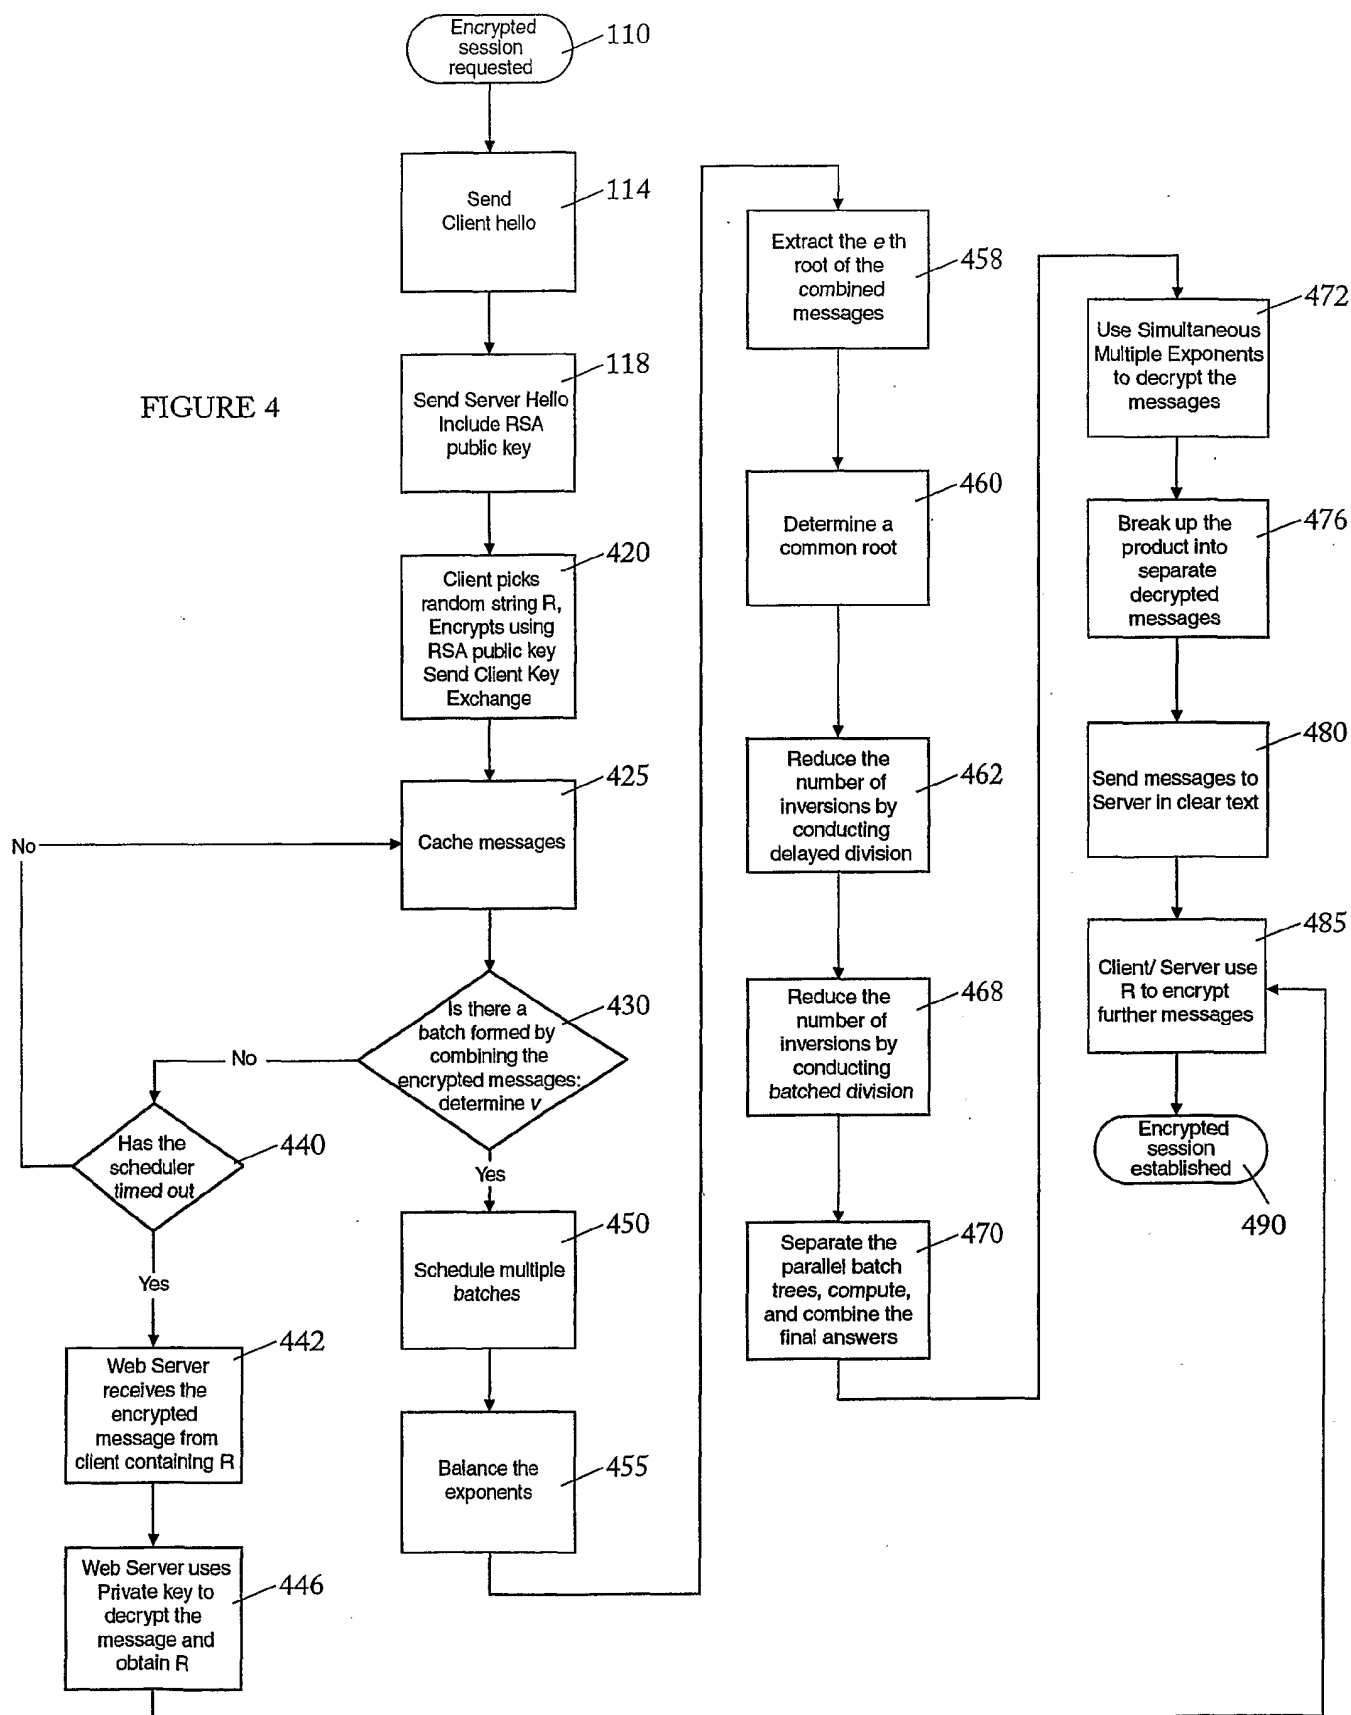 Encrypted
session
requested
110
Send
Client hello
114
Send Server Hello
Include RSA
public key
118
FIGURE 4
Client picks
random string R,
Encrypts using
RSA public key
Send Client Key
Exchange
420
Cache messages
425
No
Is there a
batch formed by
combining the
encrypted messages:
determine v
430
No
Has the
scheduler
timed out
440
Yes
Yes
Web Server
receives the
encrypted
message from
client containing R
442
Web Server uses
Private key to
decrypt the
message and
obtain R
446
Schedule multiple
batches
450
Balance the
exponents
455
Extract the e th
root of the
combined
messages
458
Determine a
common root
460
Reduce the
number of
inversions by
conducting
delayed division
462
Reduce the
number of
inversions by
conducting
batched division
468
Separate the
parallel batch
trees, compute,
and combine the
final answers
470
Use Simultaneous
Multiple Exponents
to decrypt the
messages
472
Break up the
product into
separate
decrypted
messages
476
Send messages to
Server in clear text
480
Client/ Server use
R to encrypt
further messages
485
Encrypted
session
established
490